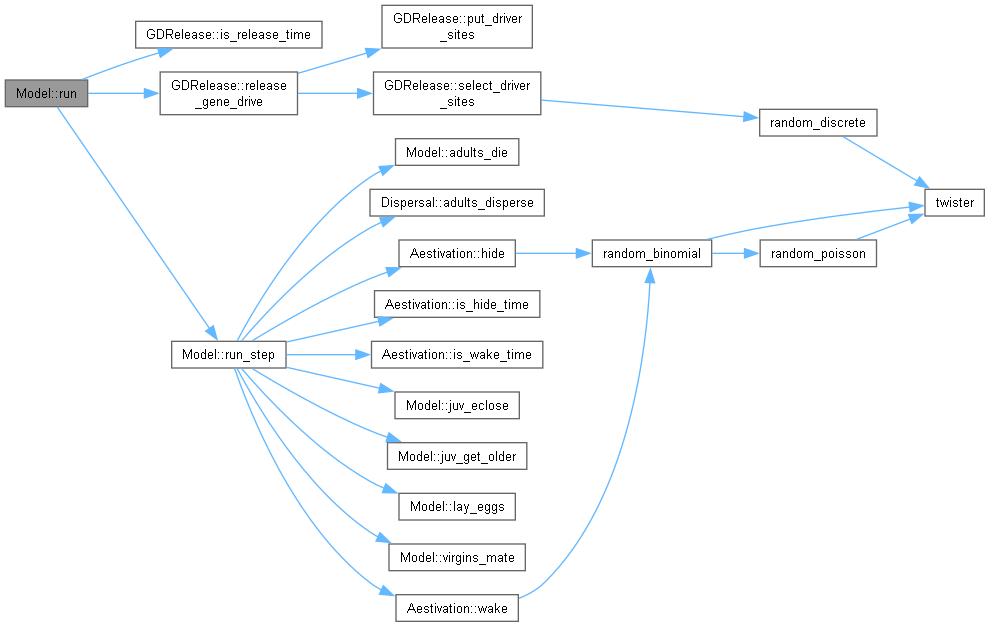 GDRelease::is_release_time
GDRelease::put_driver
_sites
Model::run
GDRelease::release
_gene_drive
GDRelease::select_driver
_sites
random_discrete
Model::adults_die
Dispersal::adults_disperse
twister
Aestivation::hide
random_binomial
random_poisson
Aestivation::is_hide_time
Model::run_step
Aestivation::is_wake_time
Model::juv_eclose
Model::juv_get_older
Model::lay_eggs
Model::virgins_mate
Aestivation::wake